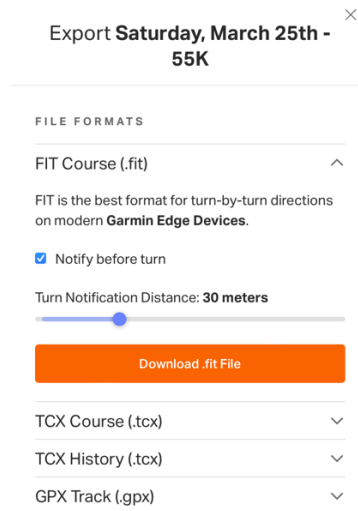 Export Saturday, March 25th -
55K
FILE FORMATS
FIT Course (.fit)
FIT is the best format for turn-by-turn directions
on modern Garmin Edge Devices.
Notify before turn
Turn Notification Distance: 30 meters
Download .fit File
TCX Course (.tcx)
TCX History (.tcx)
GPX Track (.gpx)